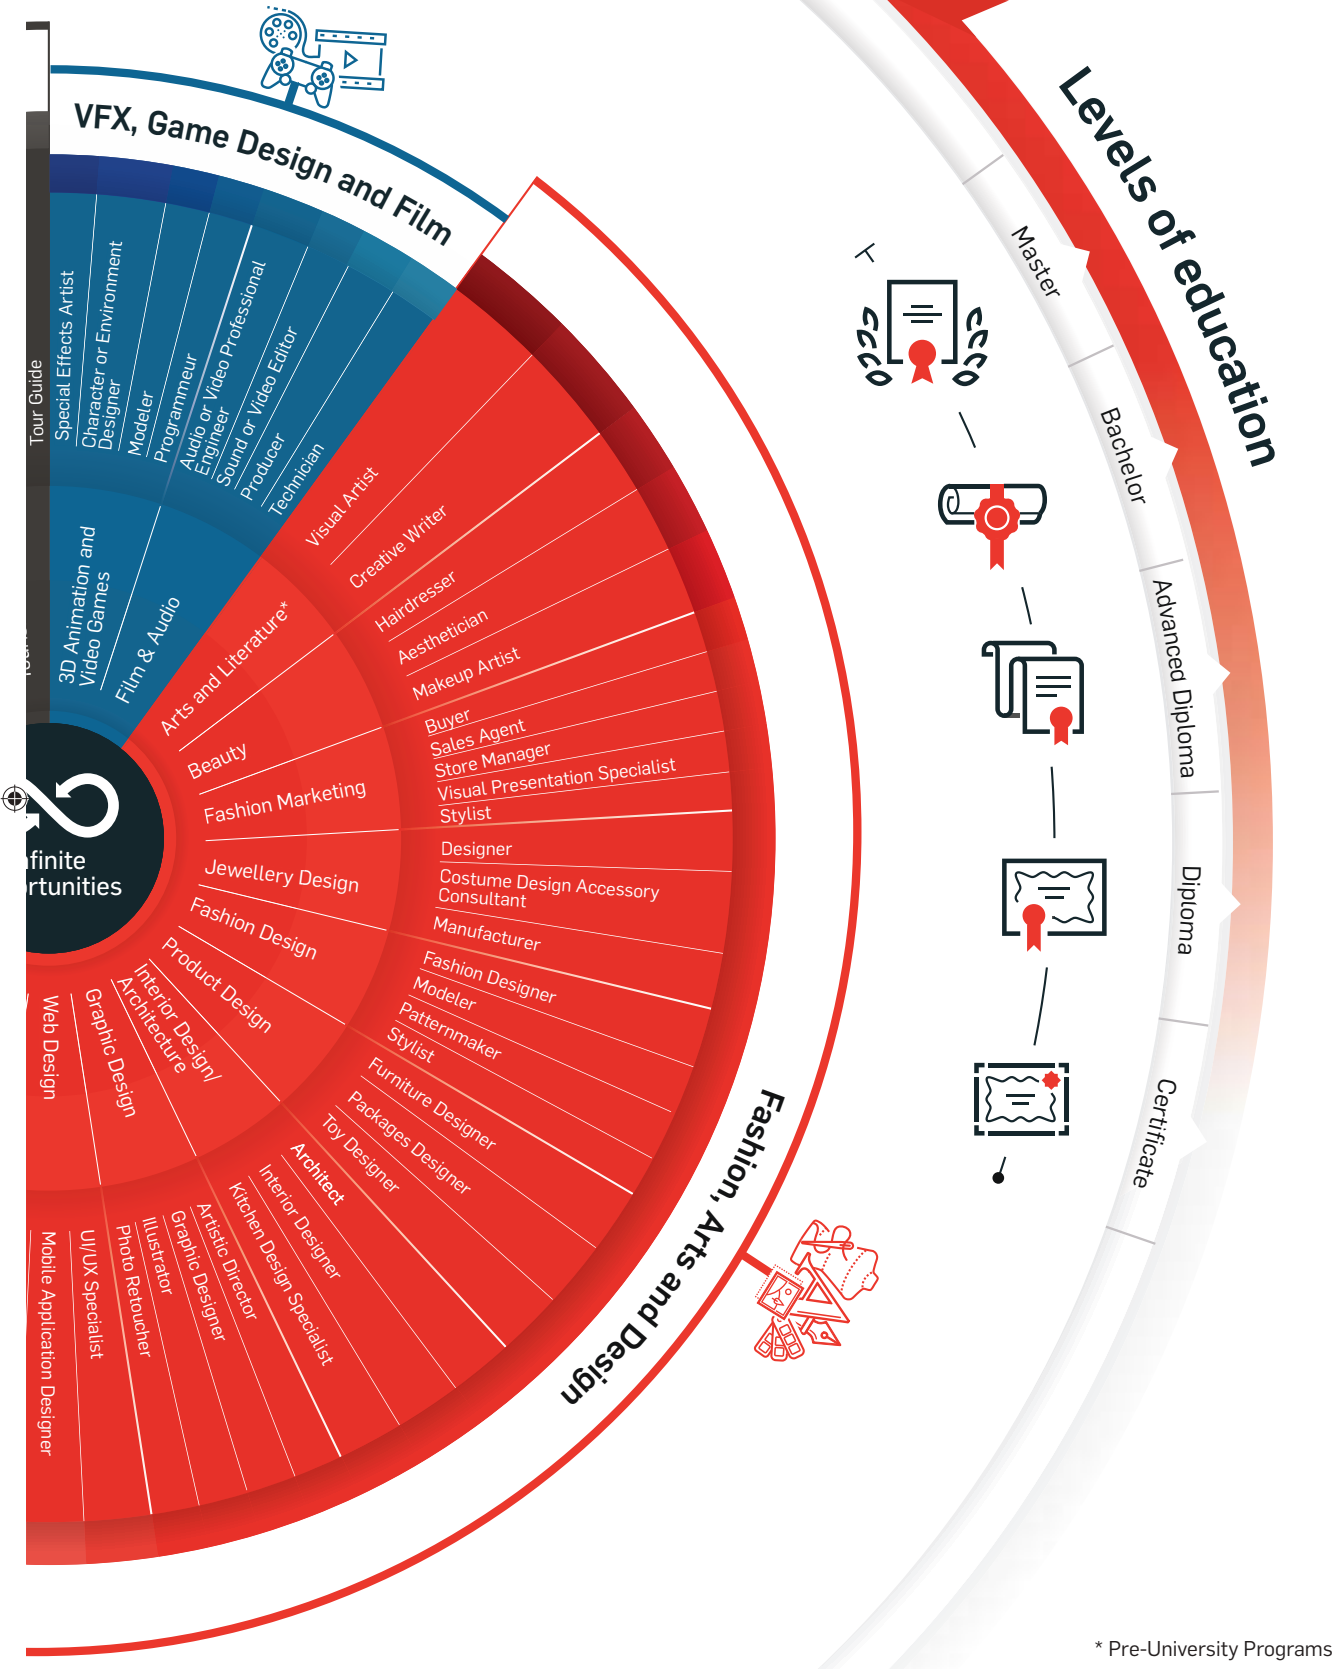 VFX, Game Design and Film
Levels of education
Tour Guide
Special Effects Artist
Character or Environment
Designer
Modeler
Programmeur
Audio or Video Professional
Engineer
Sound or Video Editor
Producer
Technician
3D Animation and
Video Games
Film & Audio
Visual Artist
Creative Writer
Hairdresser
Aesthetician
Makeup Artist
Buyer
Sales Agent
Store Manager
Visual Presentation Specialist
Stylist
Designer
Costume Design Accessory
Consultant
Manufacturer
Fashion Designer
Modeler
Patternmaker
Stylist
Furniture Designer
Packages Designer
Toy Designer
Architect
Interior Designer
Kitchen Design Specialist
Artistic Director
Graphic Designer
Illustrator
Photo Retoucher
UI/UX Specialist
Mobile Application Designer
Arts and Literature*
Beauty
Fashion Marketing
Jewellery Design
Fashion Design
Product Design
Interior Design/
Architecture
Graphic Design
Web Design
nfinite
rtunities
Fashion, Arts and Design
Master
Bachelor
Advanced Diploma
Diploma
Certificate
* Pre-University Programs